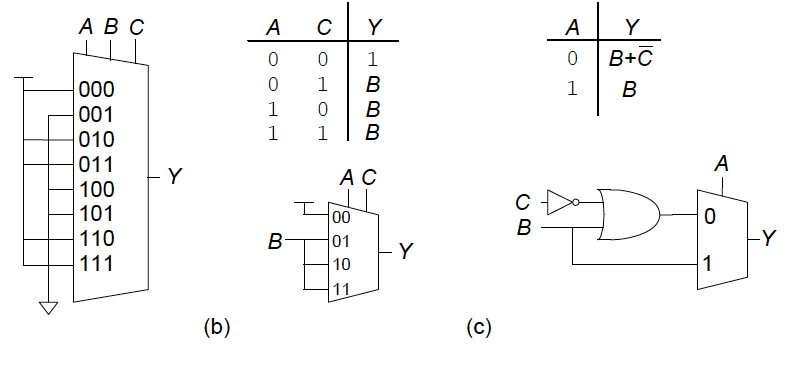 A B C
000
001
010
011
100
101
110
111
Y
A C Y
0 0 1
0 1 B
1 0 B
1 1 B
A C
00
01
10
11
B
Y
(b)
A Y
0 B+C̅
1 B
A
C
B
0
1
Y
(c)